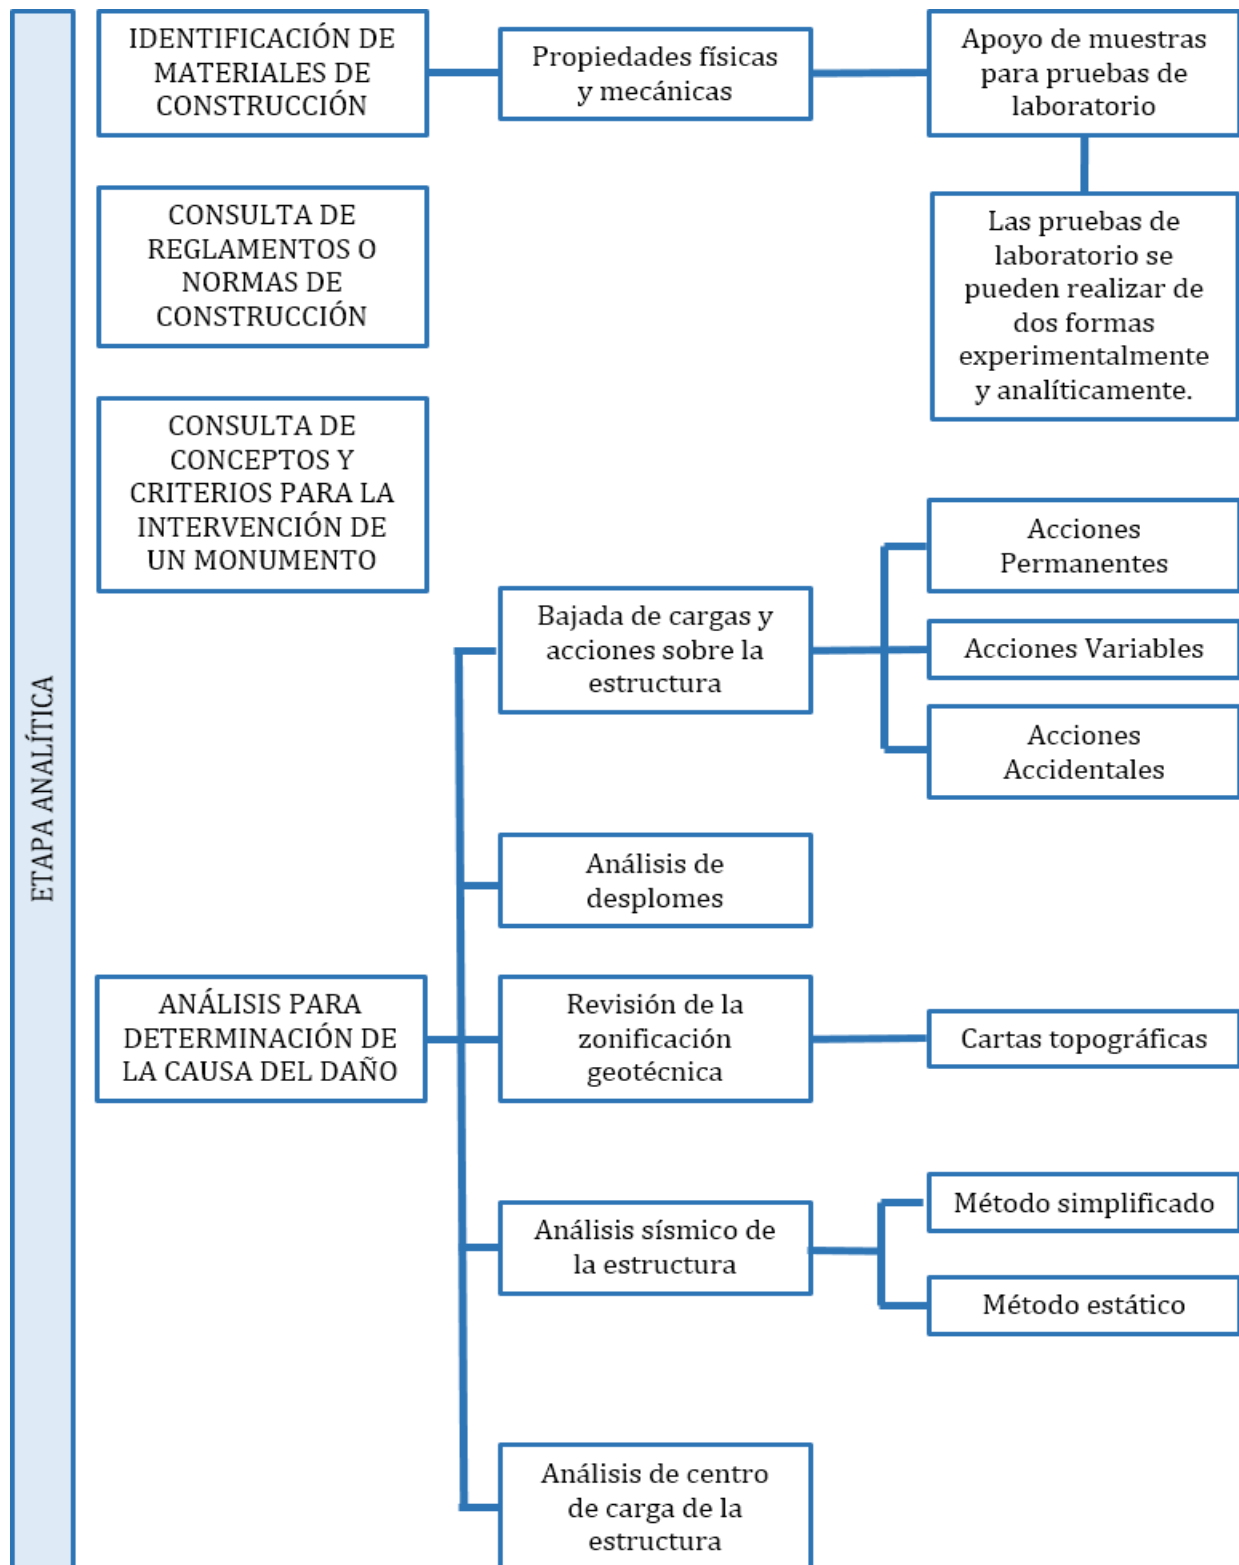 ETAPA ANALÍTICA
IDENTIFICACIÓN DE
MATERIALES DE
CONSTRUCCIÓN
Propiedades físicas
y mecánicas
Apoyo de muestras
para pruebas de
laboratorio
Las pruebas de
laboratorio se
pueden realizar de
dos formas
experimentalmente
y analíticamente.
CONSULTA DE
REGLAMENTOS O
NORMAS DE
CONSTRUCCIÓN
CONSULTA DE
CONCEPTOS Y
CRITERIOS PARA LA
INTERVENCIÓN DE
UN MONUMENTO
ANÁLISIS PARA
DETERMINACIÓN DE
LA CAUSA DEL DAÑO
Bajada de cargas y
acciones sobre la
estructura
Acciones
Permanentes
Acciones Variables
Acciones
Accidentales
Análisis de
desplomes
Revisión de la
zonificación
geotécnica
Cartas topográficas
Análisis sísmico de
la estructura
Método simplificado
Método estático
Análisis de centro
de carga de la
estructura